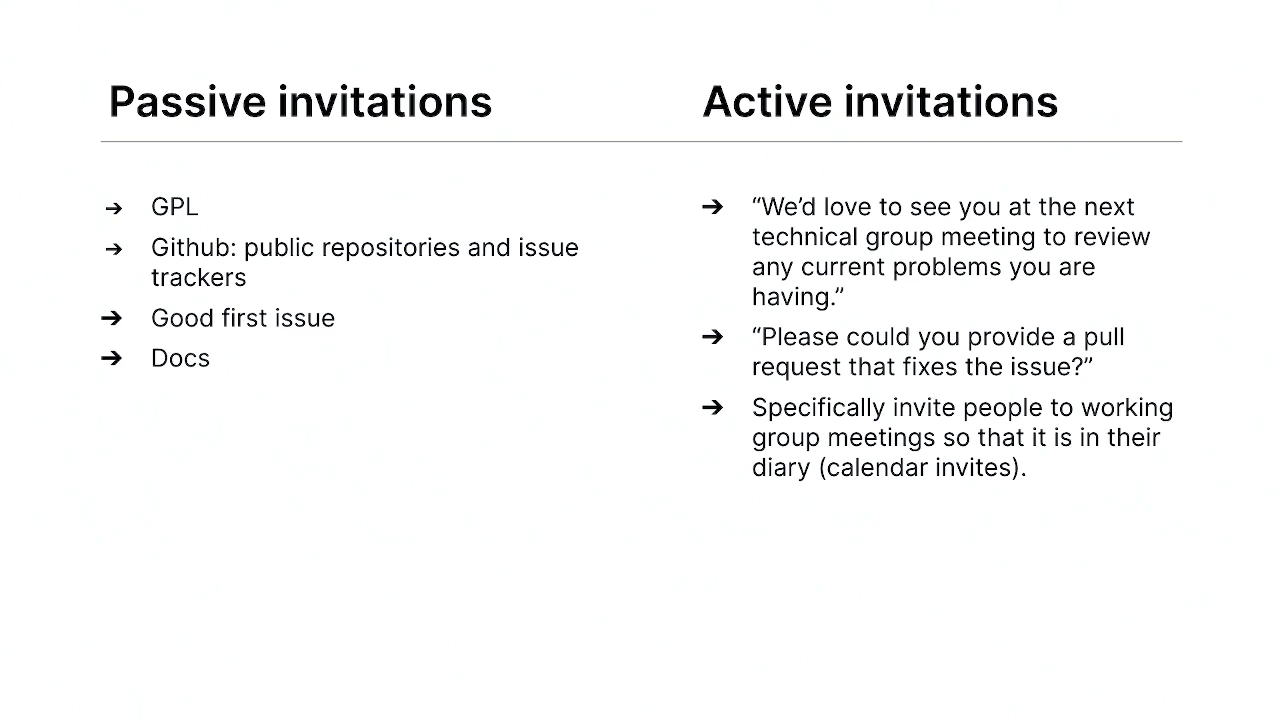 Passive invitations
➔ GPL
➔ Github: public repositories and issue
trackers
➔ Good first issue
➔ Docs
Active invitations
➔ “We’d love to see you at the next
technical group meeting to review
any current problems you are
having.”
➔ “Please could you provide a pull
request that fixes the issue?”
➔ Specifically invite people to working
group meetings so that it is in their
diary (calendar invites).